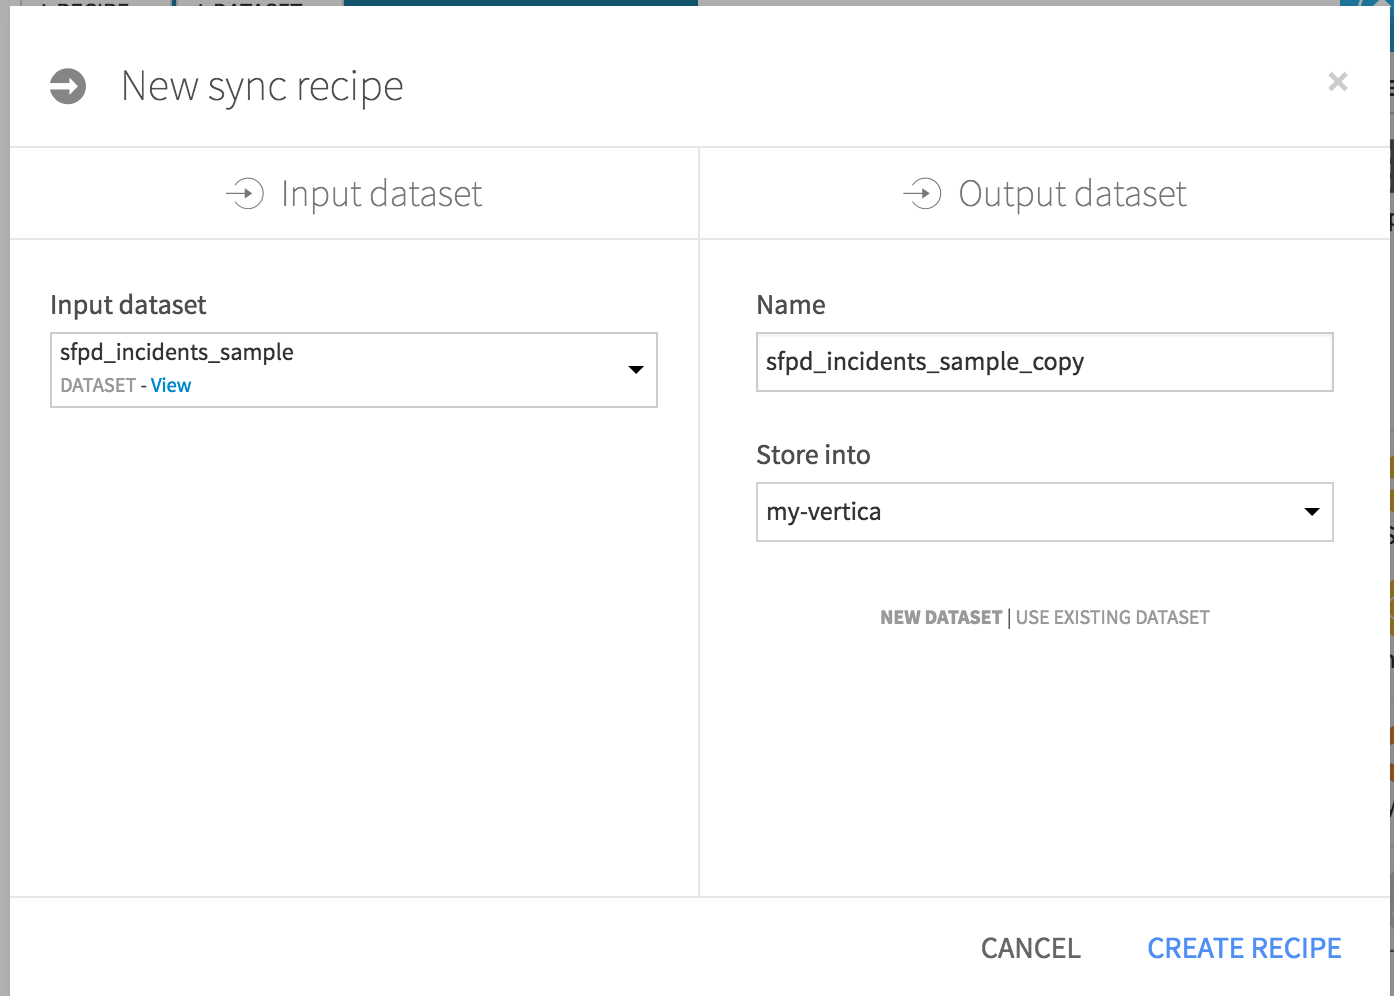 New sync recipe
×
Input dataset
Output dataset
Input dataset
sfpd_incidents_sample
DATASET - View
Name
sfpd_incidents_sample_copy
Store into
my-vertica
NEW DATASET | USE EXISTING DATASET
CANCEL
CREATE RECIPE